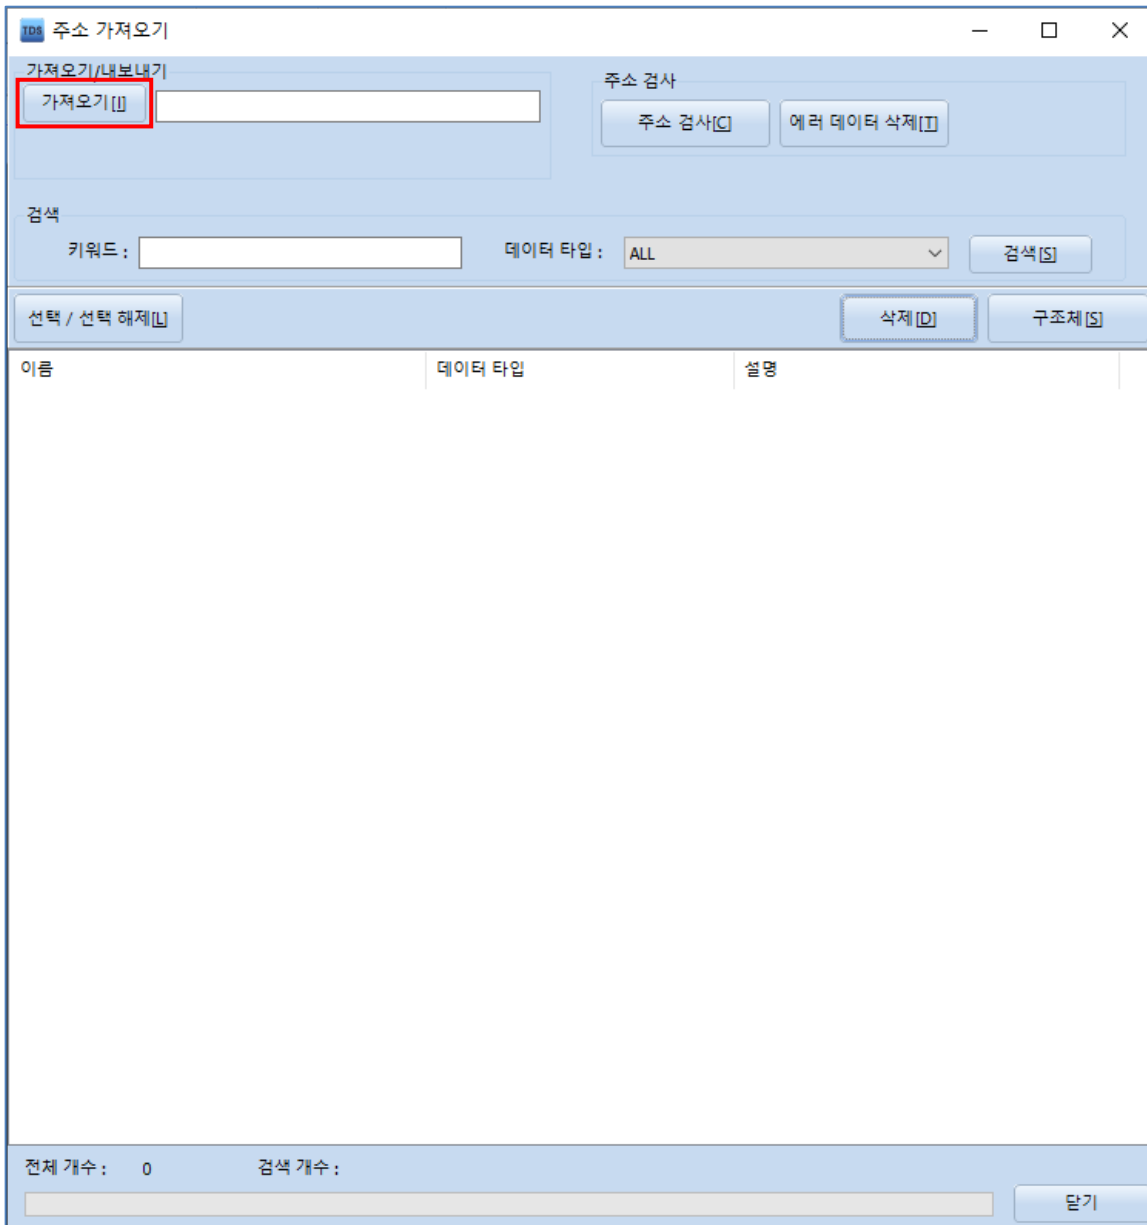 TDS 주소 가져오기
가져오기/내보내기
가져오기[I]
주소 검사
주소 검사[C] 에러 데이터 삭제[T]
검색
키워드 : 데이터 타입 : ALL 검색[S]
선택 / 선택 해제[L] 삭제[D] 구조체[S]
이름 데이터 타입 설명
전체 개수 : 0 검색 개수 :
닫기